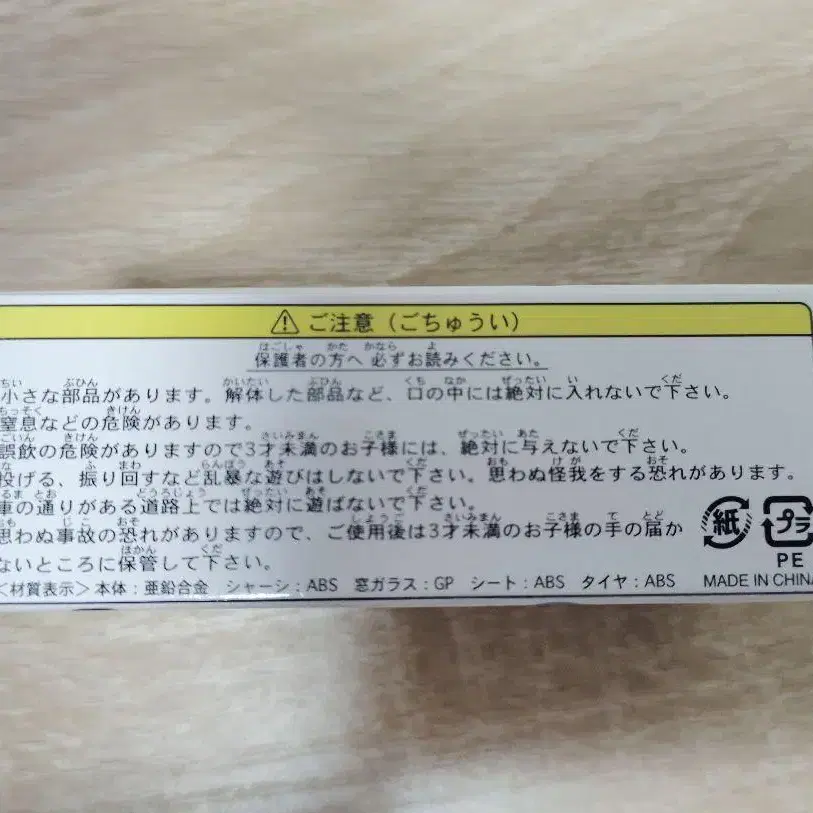 ⚠ ご注意（ごちゅうい）
保護者の方へ 必ずお読みください。
小さな部品があります。解体した部品など、口の中には絶対に入れないで下さい。
窒息などの危険があります。
誤飲の危険がありますので3才未満のお子様には、絶対に与えないで下さい。
投げる、振り回すなど乱暴な遊びはしないで下さい。思わぬ怪我をする恐れがあります。
車の通りがある道路上では絶対に遊ばないで下さい。
思わぬ事故の恐れがありますので、ご使用後は3才未満のお子様の手の届か
ないところに保管して下さい。
紙 プラ
PE
<材質表示>本体：亜鉛合金 シャーシ：ABS 窓ガラス：GP シート：ABS タイヤ：ABS MADE IN CHINA